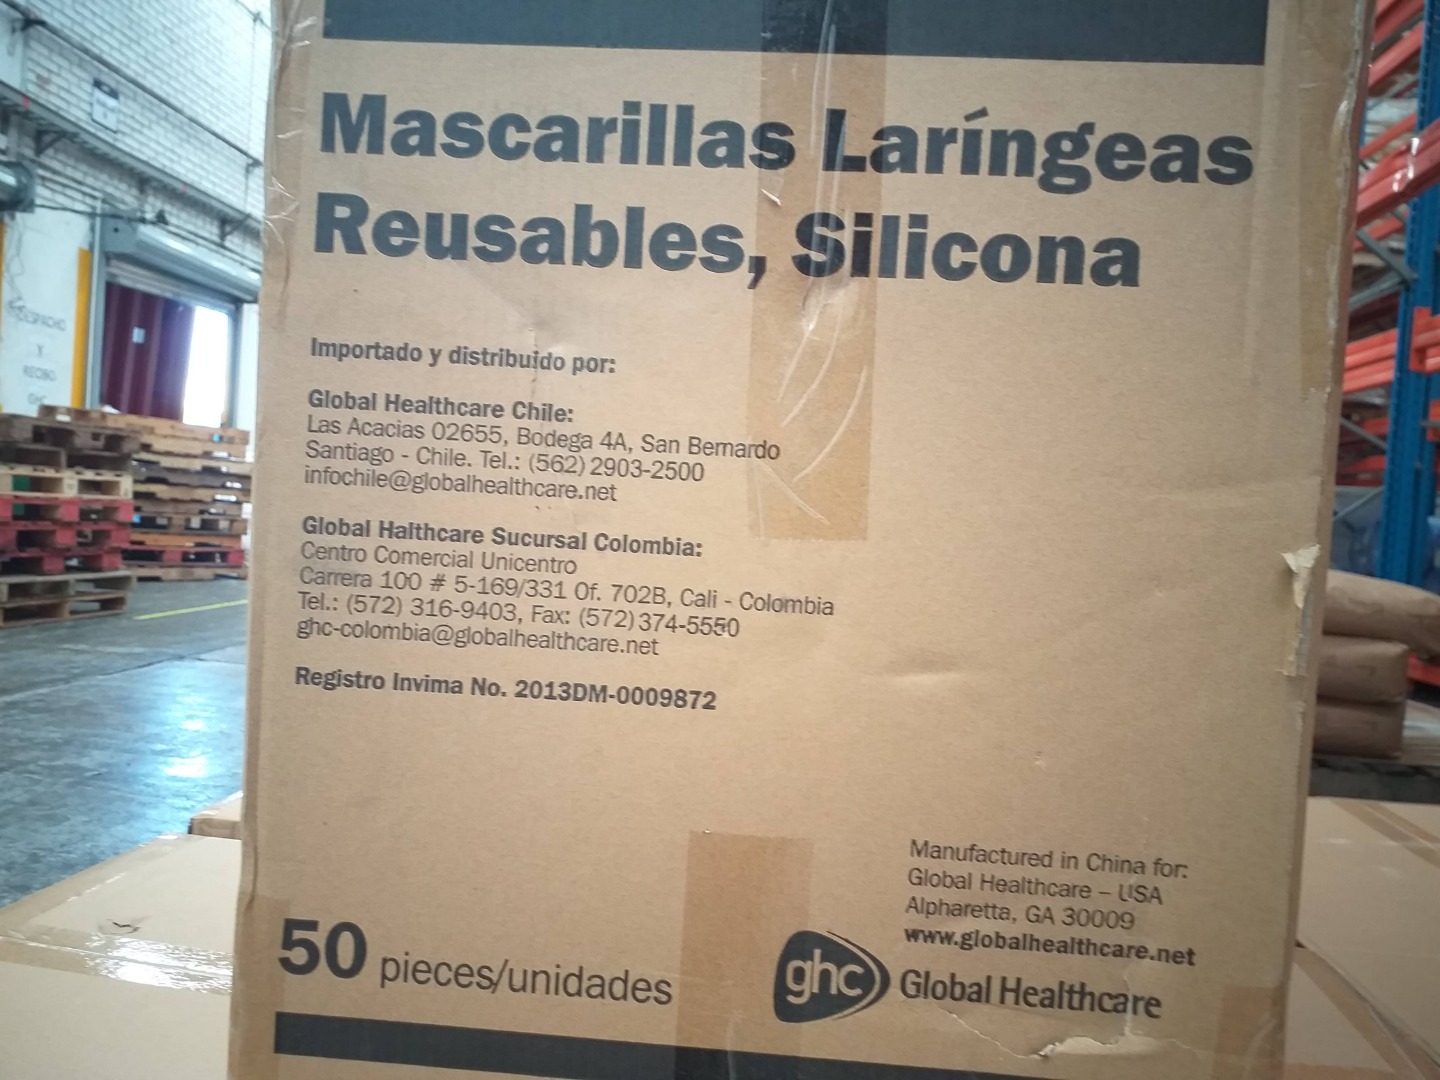 Mascarillas Laríngeas
Reusables, Silicona
Importado y distribuido por:
Global Healthcare Chile:
Las Acacias 02655, Bodega 4A, San Bernardo
Santiago - Chile. Tel.: (562) 2903-2500
infochile@globalhealthcare.net
Global Halthcare Sucursal Colombia:
Centro Comercial Unicentro
Carrera 100 # 5-169/331 Of. 702B, Cali - Colombia
Tel.: (572) 316-9403, Fax: (572) 374-5550
ghc-colombia@globalhealthcare.net
Registro Invima No. 2013DM-0009872
50 pieces/unidades
Manufactured in China for:
Global Healthcare – USA
Alpharetta, GA 30009
www.globalhealthcare.net
ghc Global Healthcare
DESPACHO
Y
RECIBO
GHC